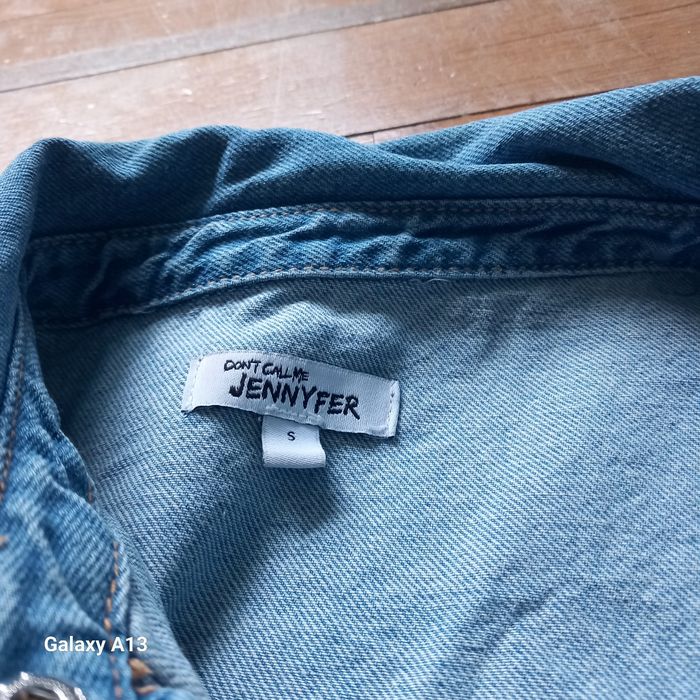 DON'T CALL ME
JENNYFER
S
Galaxy A13